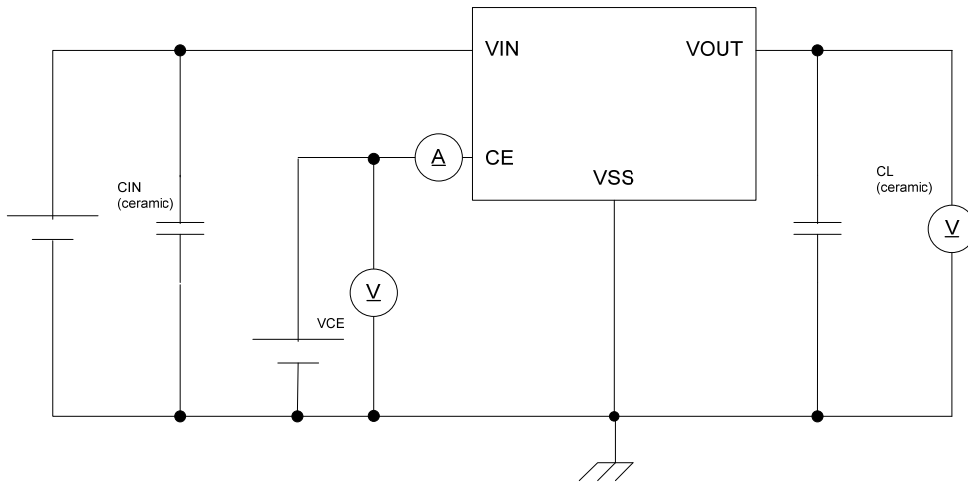 VIN
VOUT
A
CE
VSS
CIN
(ceramic)
CL
(ceramic)
V
V
VCE